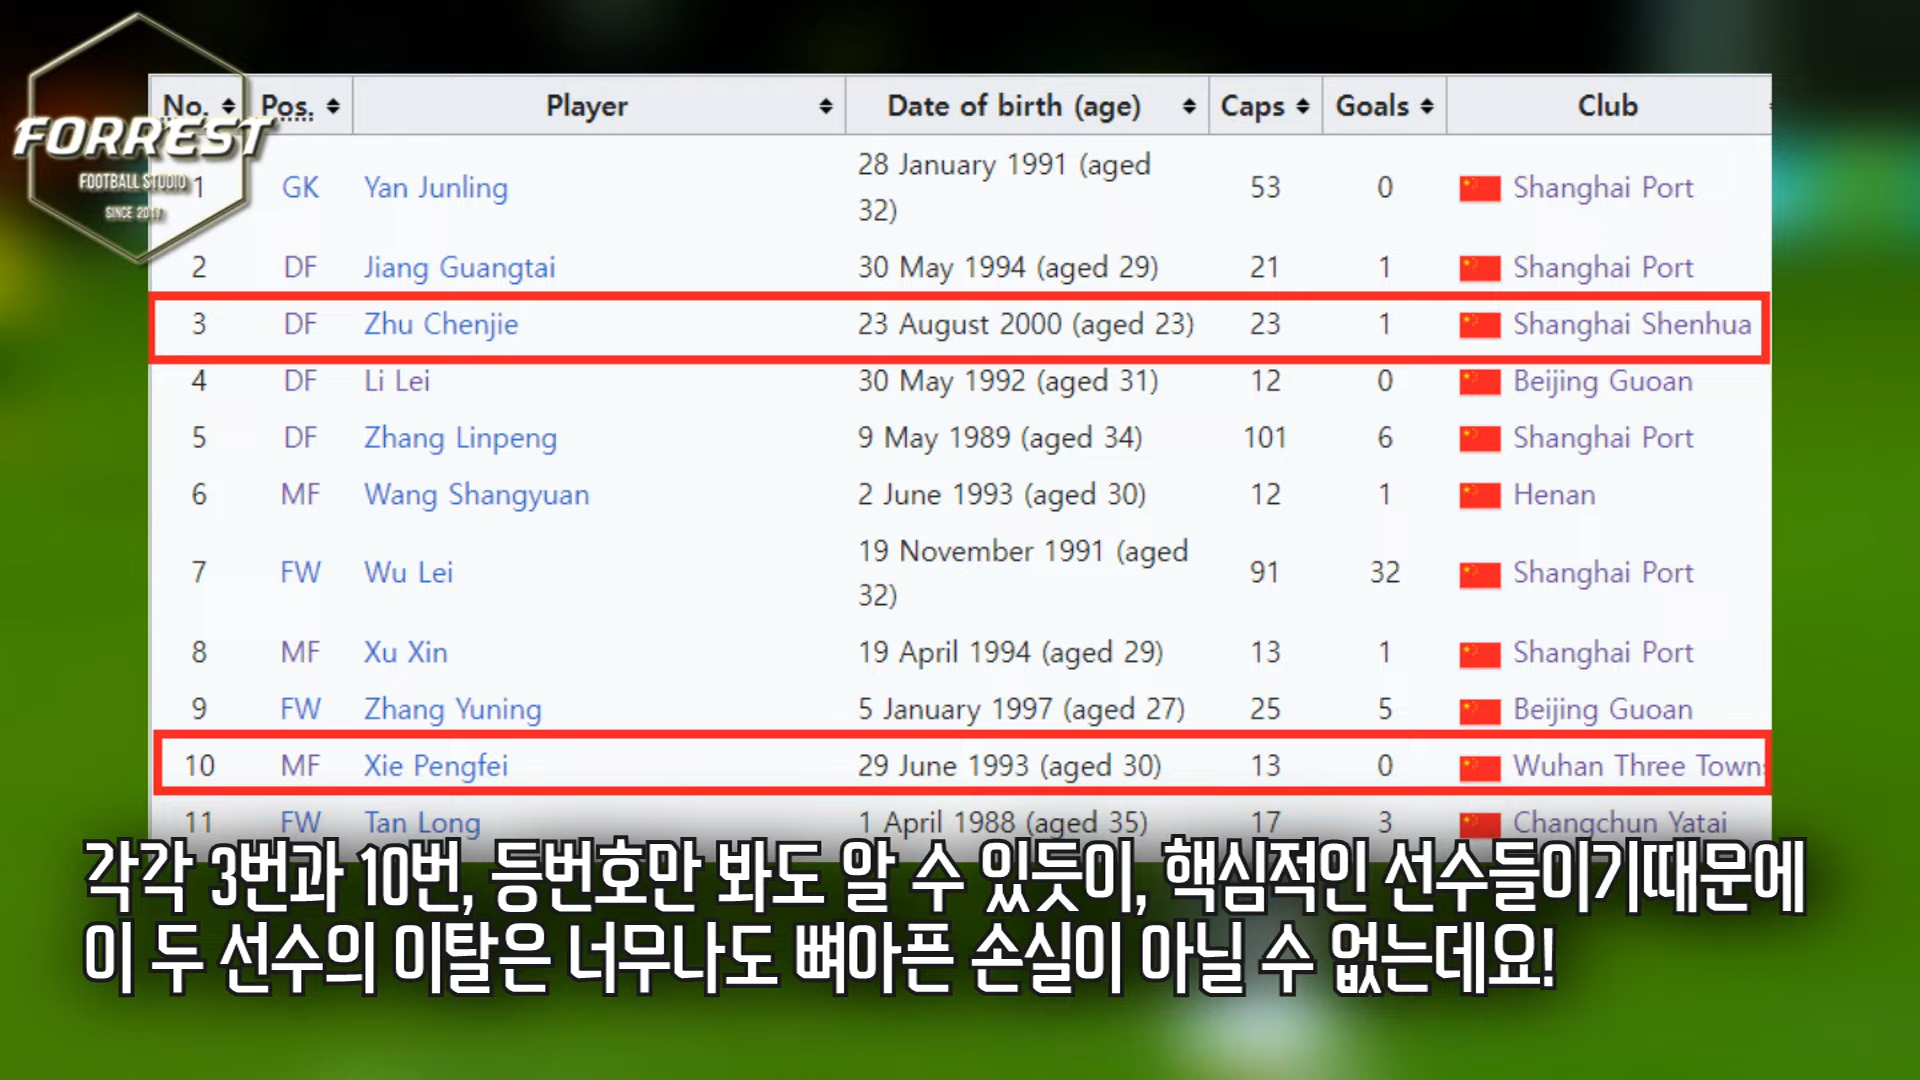 FORREST
FOOTBALL STUDIO
SINCE 2017
No. Pos. Player Date of birth (age) Caps Goals Club
1 GK Yan Junling 28 January 1991 (aged 32) 53 0 Shanghai Port
2 DF Jiang Guangtai 30 May 1994 (aged 29) 21 1 Shanghai Port
3 DF Zhu Chenjie 23 August 2000 (aged 23) 23 1 Shanghai Shenhua
4 DF Li Lei 30 May 1992 (aged 31) 12 0 Beijing Guoan
5 DF Zhang Linpeng 9 May 1989 (aged 34) 101 6 Shanghai Port
6 MF Wang Shangyuan 2 June 1993 (aged 30) 12 1 Henan
7 FW Wu Lei 19 November 1991 (aged 32) 91 32 Shanghai Port
8 MF Xu Xin 19 April 1994 (aged 29) 13 1 Shanghai Port
9 FW Zhang Yuning 5 January 1997 (aged 27) 25 5 Beijing Guoan
10 MF Xie Pengfei 29 June 1993 (aged 30) 13 0 Wuhan Three Towns
11 FW Tan Long 1 April 1988 (aged 35) 17 3 Changchun Yatai
각각 3번과 10번, 등번호만 봐도 알 수 있듯이, 핵심적인 선수들이기때문에
이 두 선수의 이탈은 너무나도 뼈아픈 손실이 아닐 수 없는데요!